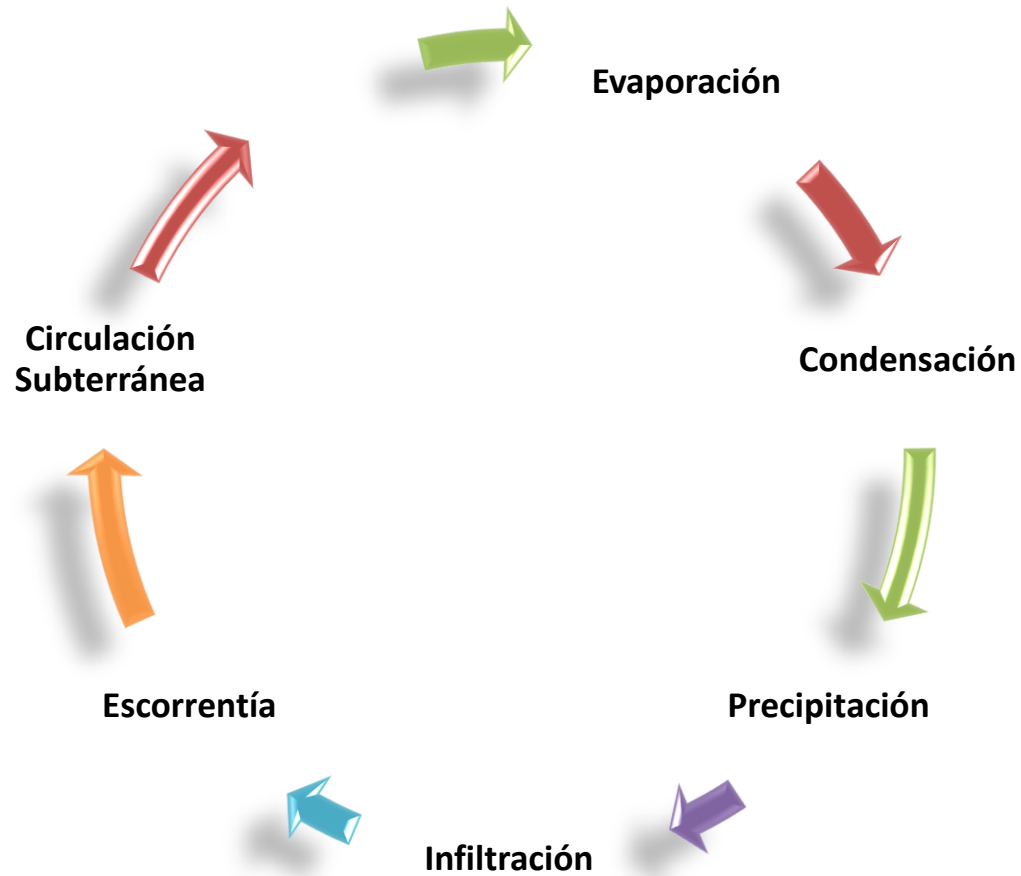 Evaporación
Condensación
Precipitación
Infiltración
Escorrentía
Circulación
Subterránea